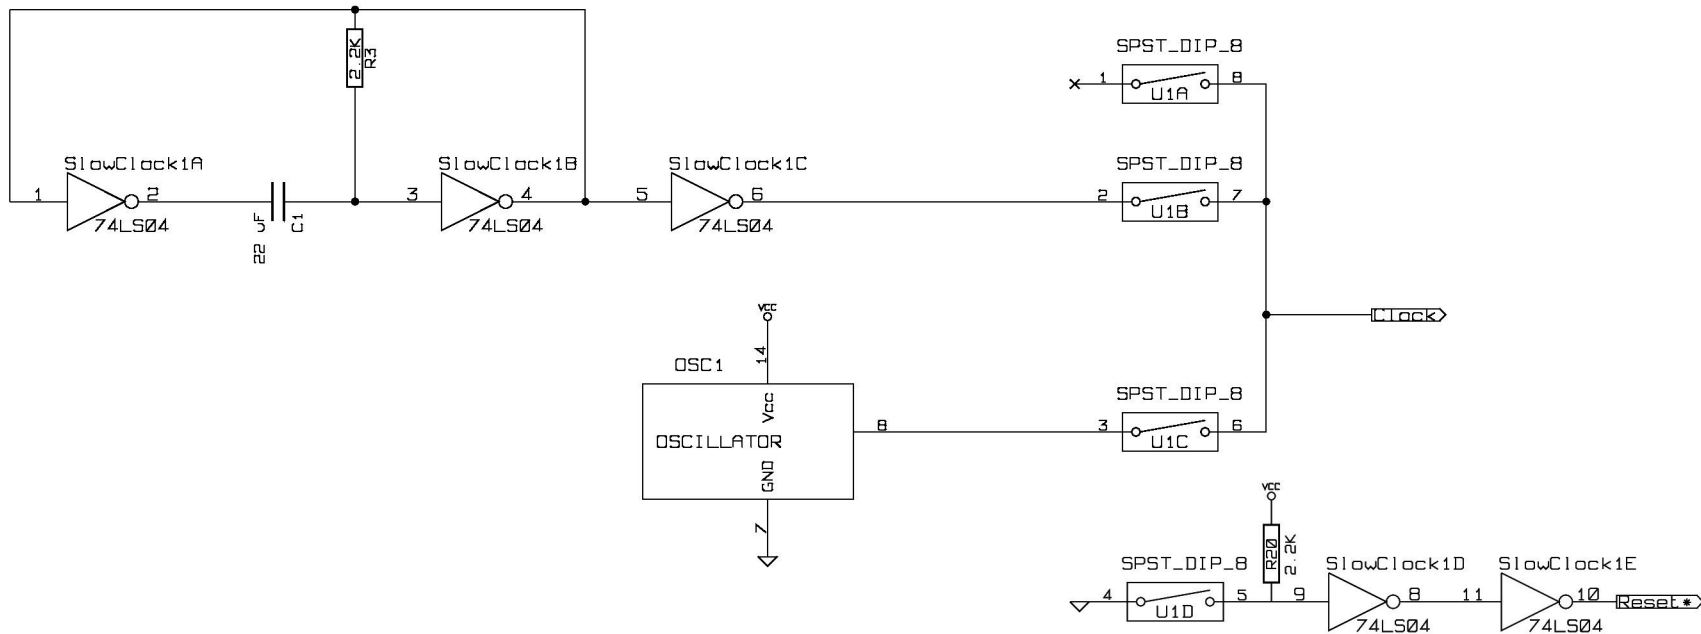 2.2K
R3
SlowClock1A
1
2
74LS04
22 uF
C1
SlowClock1B
3
4
74LS04
SlowClock1C
5
6
74LS04
SPST_DIP_8
1
8
U1A
SPST_DIP_8
2
7
U1B
Clock
VCC
14
OSC1
Vcc
OSCILLATOR
GND
8
7
SPST_DIP_8
3
6
U1C
VCC
R20
2.2K
SPST_DIP_8
4
5
U1D
SlowClock1D
9
8
74LS04
SlowClock1E
11
10
74LS04
Reset*